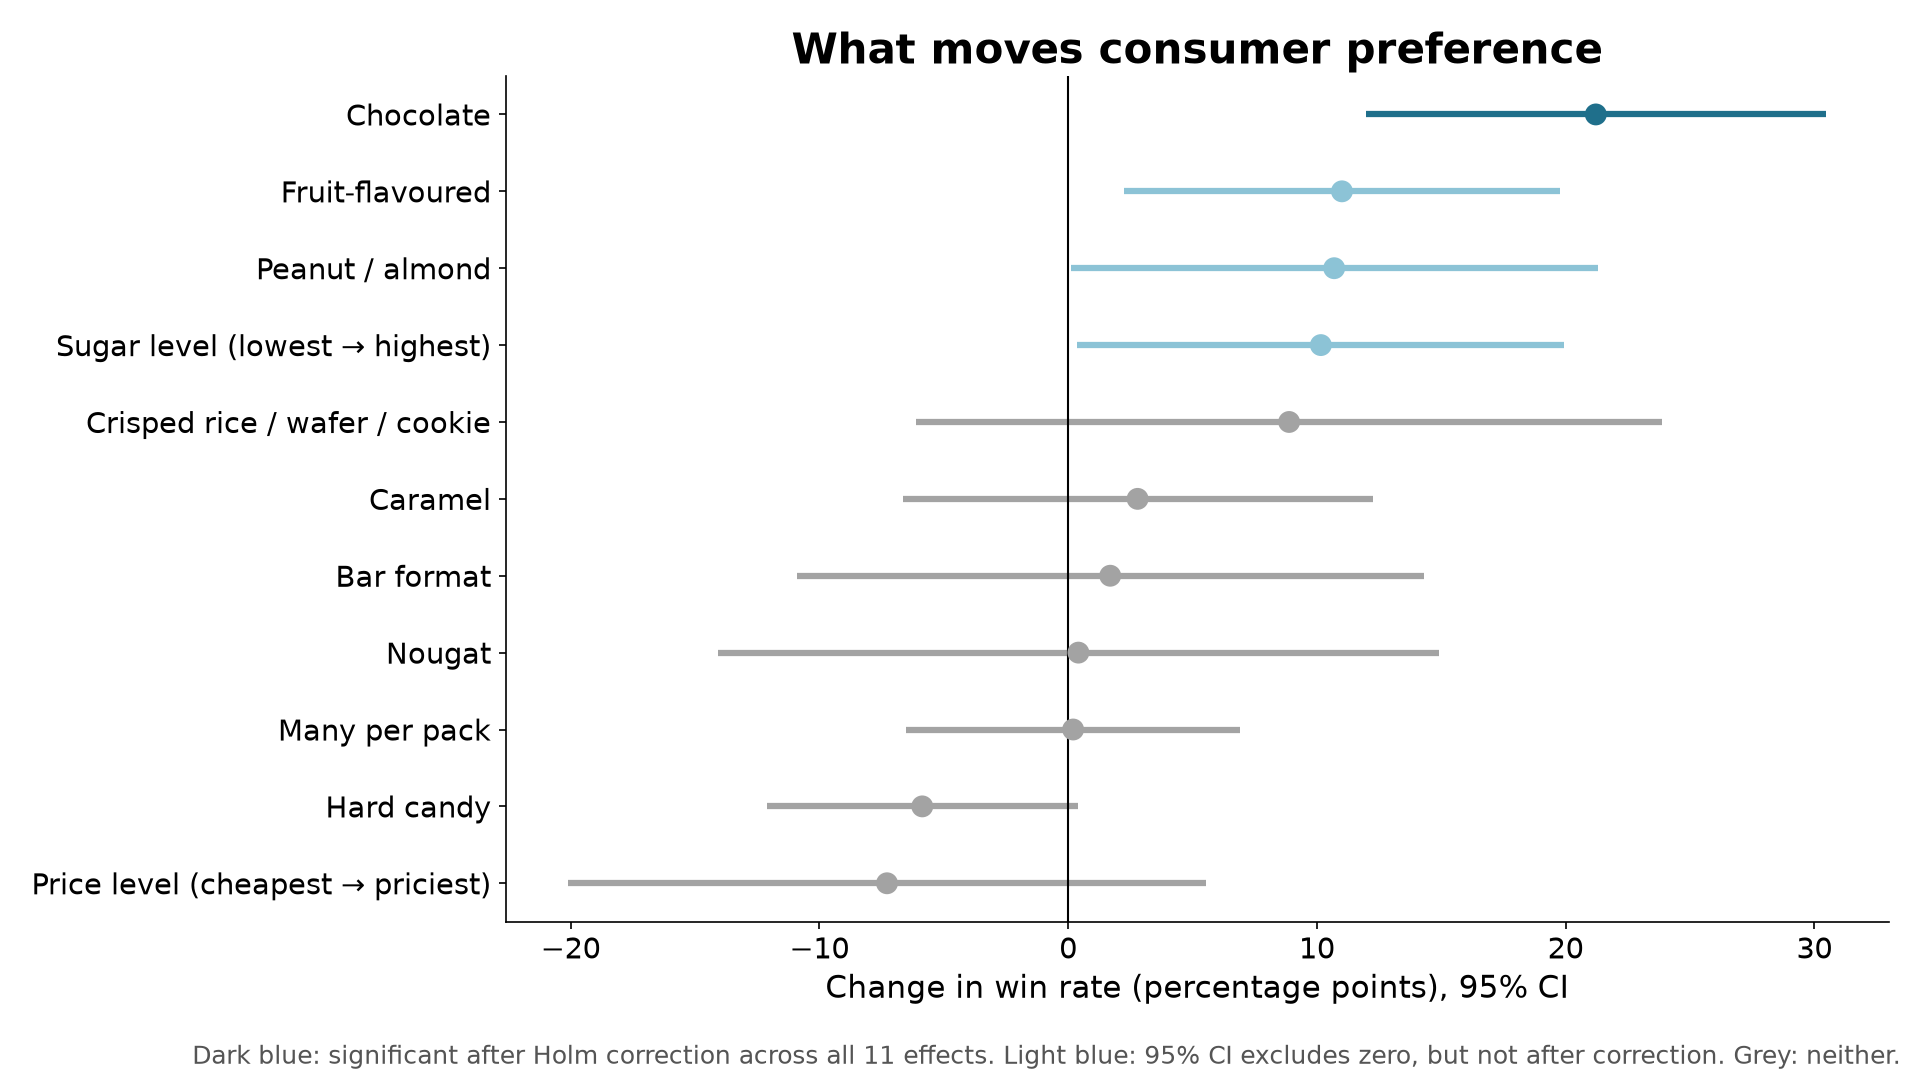 What moves consumer preference
Chocolate
Fruit-flavoured
Peanut / almond
Sugar level (lowest → highest)
Crisped rice / wafer / cookie
Caramel
Bar format
Nougat
Many per pack
Hard candy
Price level (cheapest → priciest)
−20 −10 0 10 20 30
Change in win rate (percentage points), 95% CI
Dark blue: significant after Holm correction across all 11 effects. Light blue: 95% CI excludes zero, but not after correction. Grey: neither.